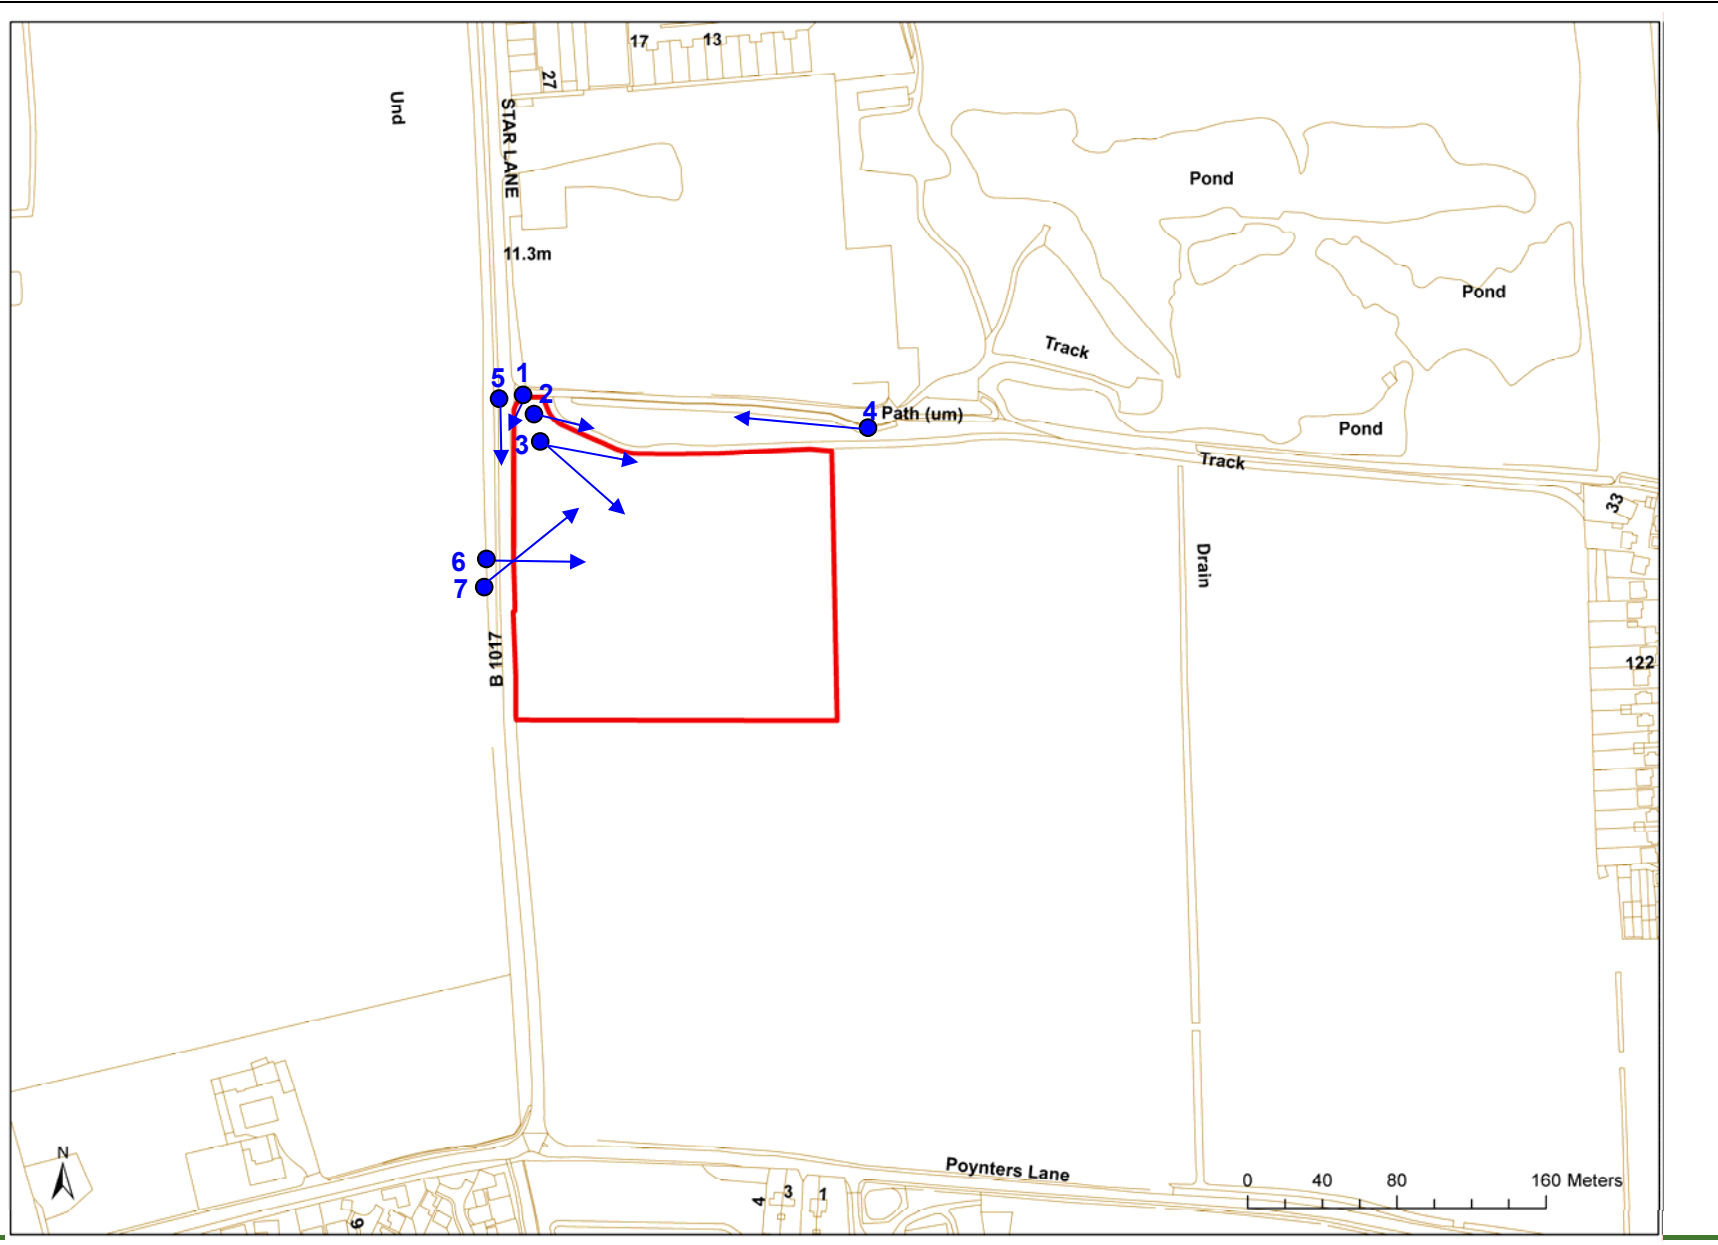 17
13
27
Und
STAR LANE
Pond
11.3m
Pond
Track
5
1
2
4
Path (um)
Pond
3
Track
33
Drain
6
7
B 1017
122
N
Poynters Lane
0 40 80 160 Meters
4
3
1
6